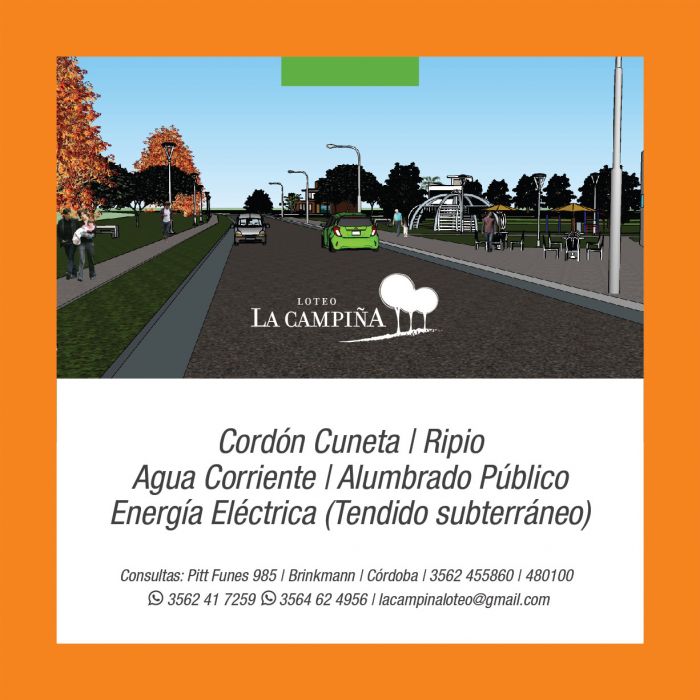 LOTEO
LA CAMPIÑA
Cordón Cuneta | Ripio
Agua Corriente | Alumbrado Público
Energía Eléctrica (Tendido subterráneo)
Consultas: Pitt Funes 985 | Brinkmann | Córdoba | 3562 455860 | 480100
3562 41 7259 3564 62 4956 | lacampinaloteo@gmail.com